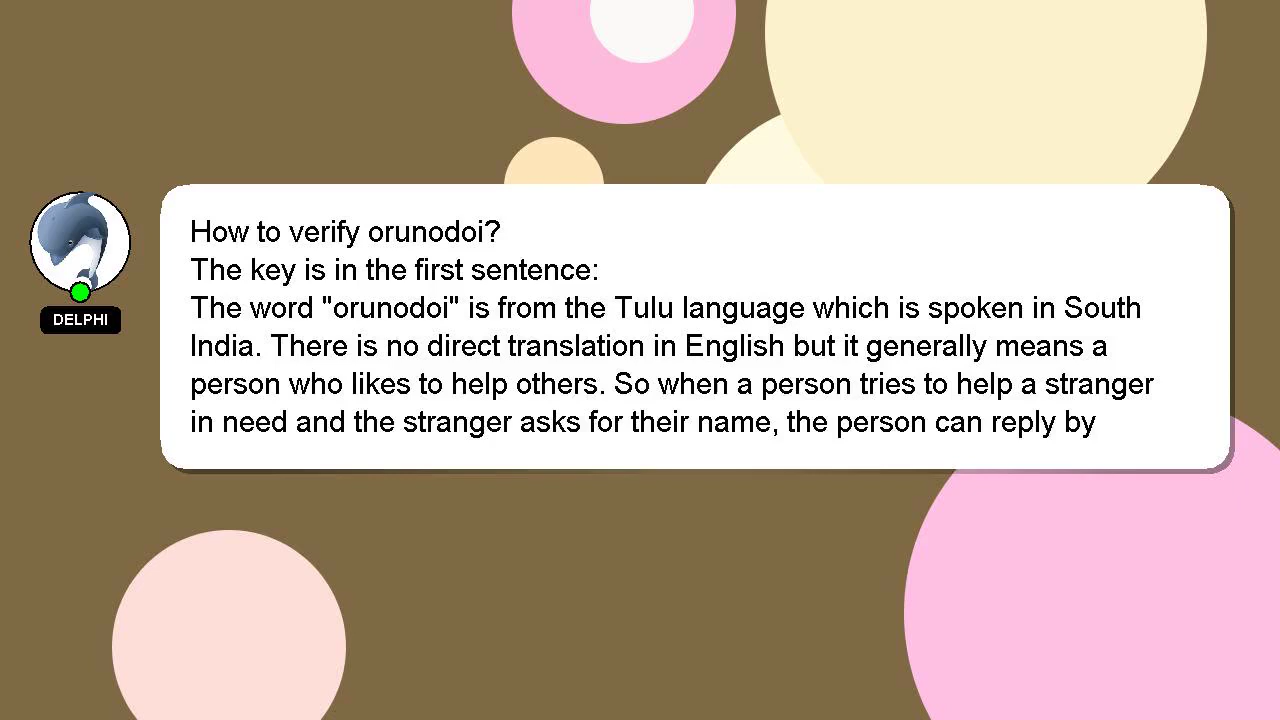 How to verify orunodoi?
The key is in the first sentence:
The word "orunodoi" is from the Tulu language which is spoken in South
India. There is no direct translation in English but it generally means a
person who likes to help others. So when a person tries to help a stranger
in need and the stranger asks for their name, the person can reply by
DELPHI